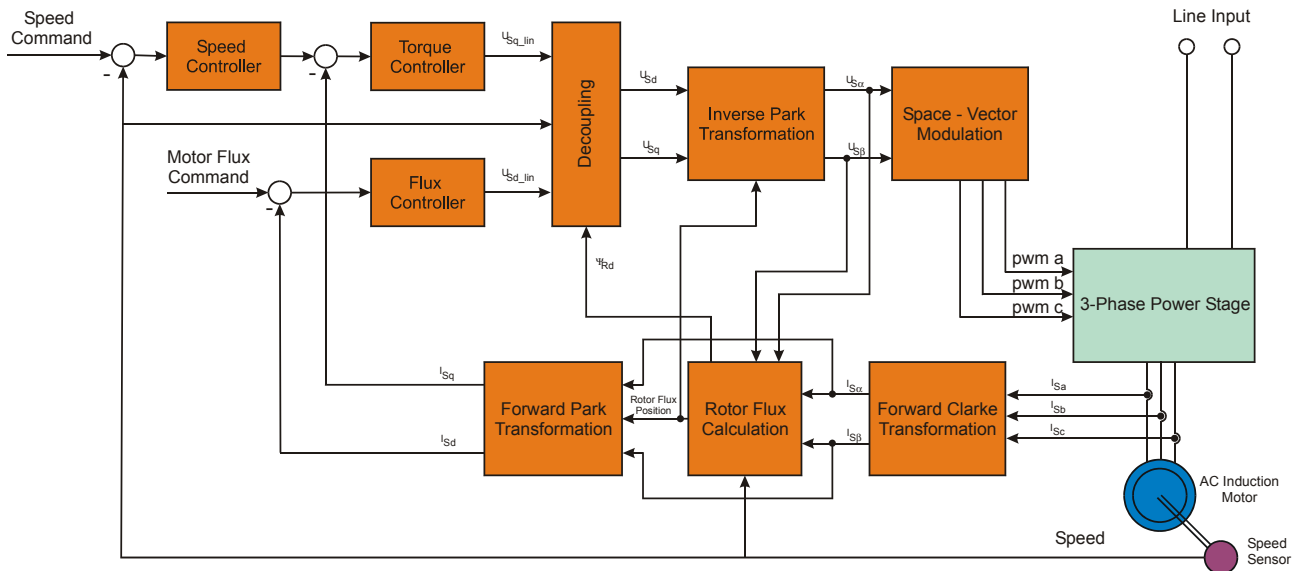 Speed
Command
-
Speed
Controller
-
Torque
Controller
USq_lin
Decoupling
USd
USq
Inverse Park
Transformation
USα
USβ
Space - Vector
Modulation
Line Input
Motor Flux
Command
-
Flux
Controller
USd_lin
ΨRd
pwm a
pwm b
pwm c
3-Phase Power Stage
ISq
ISd
Forward Park
Transformation
Rotor Flux
Position
Rotor Flux
Calculation
ISα
ISβ
Forward Clarke
Transformation
ISa
ISb
ISc
AC Induction
Motor
Speed
Speed
Sensor